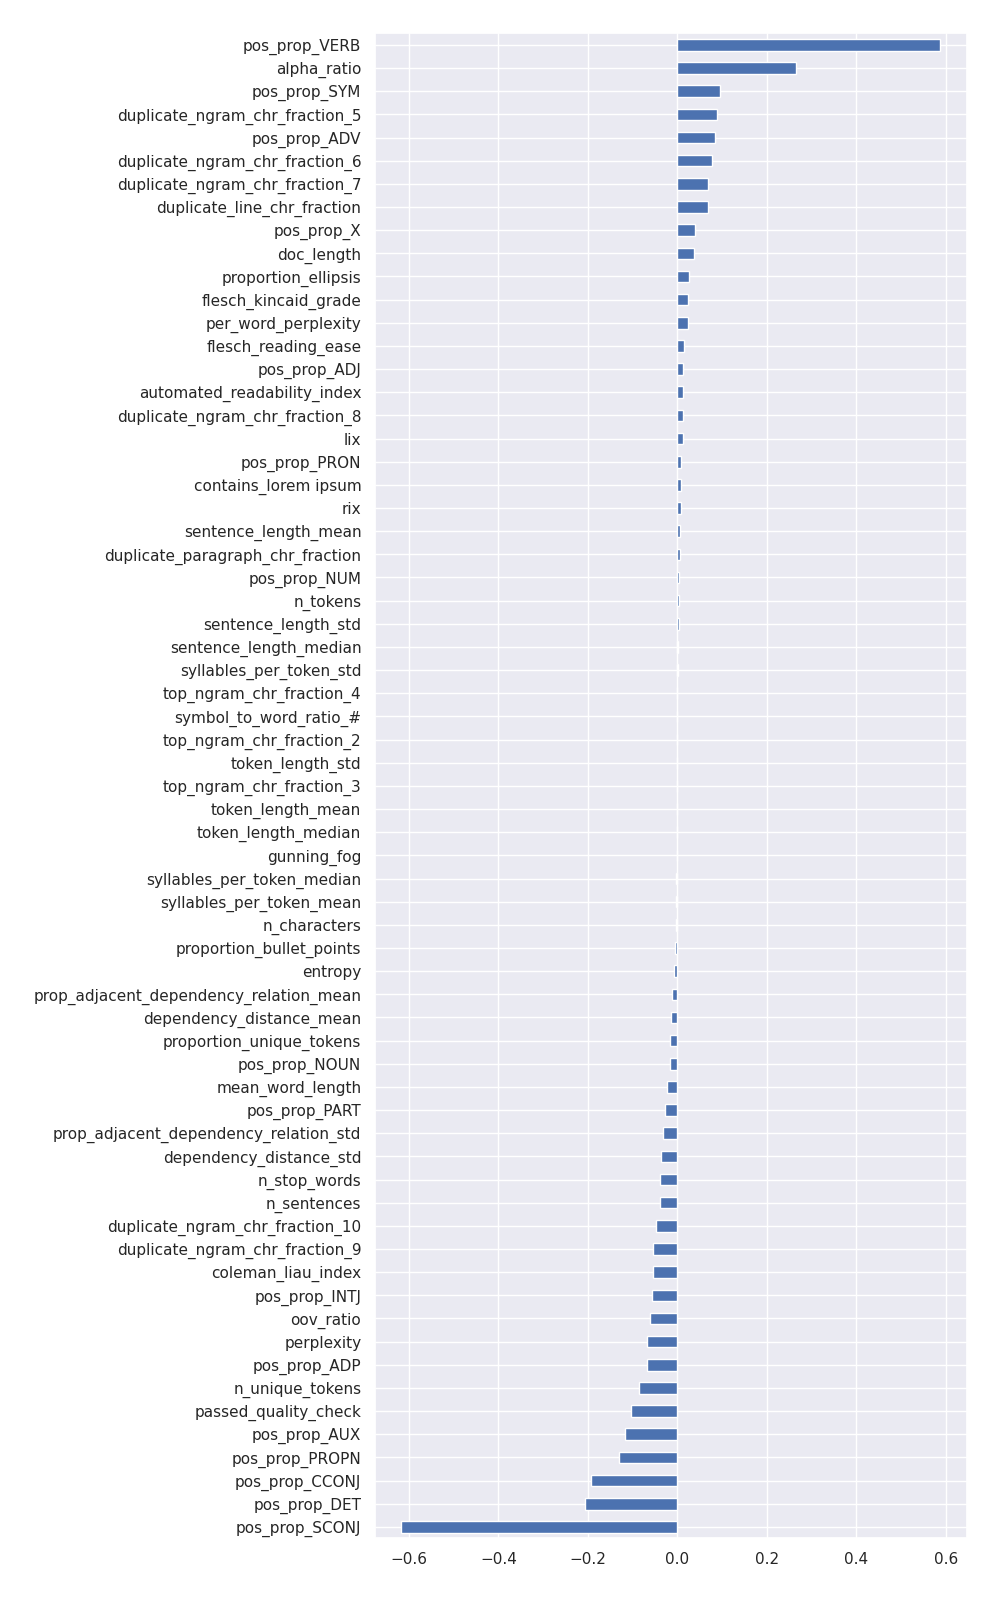 pos_prop_VERB
alpha_ratio
pos_prop_SYM
duplicate_ngram_chr_fraction_5
pos_prop_ADV
duplicate_ngram_chr_fraction_6
duplicate_ngram_chr_fraction_7
duplicate_line_chr_fraction
pos_prop_X
doc_length
proportion_ellipsis
flesch_kincaid_grade
per_word_perplexity
flesch_reading_ease
pos_prop_ADJ
automated_readability_index
duplicate_ngram_chr_fraction_8
lix
pos_prop_PRON
contains_lorem ipsum
rix
sentence_length_mean
duplicate_paragraph_chr_fraction
pos_prop_NUM
n_tokens
sentence_length_std
sentence_length_median
syllables_per_token_std
top_ngram_chr_fraction_4
symbol_to_word_ratio_#
top_ngram_chr_fraction_2
token_length_std
top_ngram_chr_fraction_3
token_length_mean
token_length_median
gunning_fog
syllables_per_token_median
syllables_per_token_mean
n_characters
proportion_bullet_points
entropy
prop_adjacent_dependency_relation_mean
dependency_distance_mean
proportion_unique_tokens
pos_prop_NOUN
mean_word_length
pos_prop_PART
prop_adjacent_dependency_relation_std
dependency_distance_std
n_stop_words
n_sentences
duplicate_ngram_chr_fraction_10
duplicate_ngram_chr_fraction_9
coleman_liau_index
pos_prop_INTJ
oov_ratio
perplexity
pos_prop_ADP
n_unique_tokens
passed_quality_check
pos_prop_AUX
pos_prop_PROPN
pos_prop_CCONJ
pos_prop_DET
pos_prop_SCONJ
−0.6 −0.4 −0.2 0.0 0.2 0.4 0.6